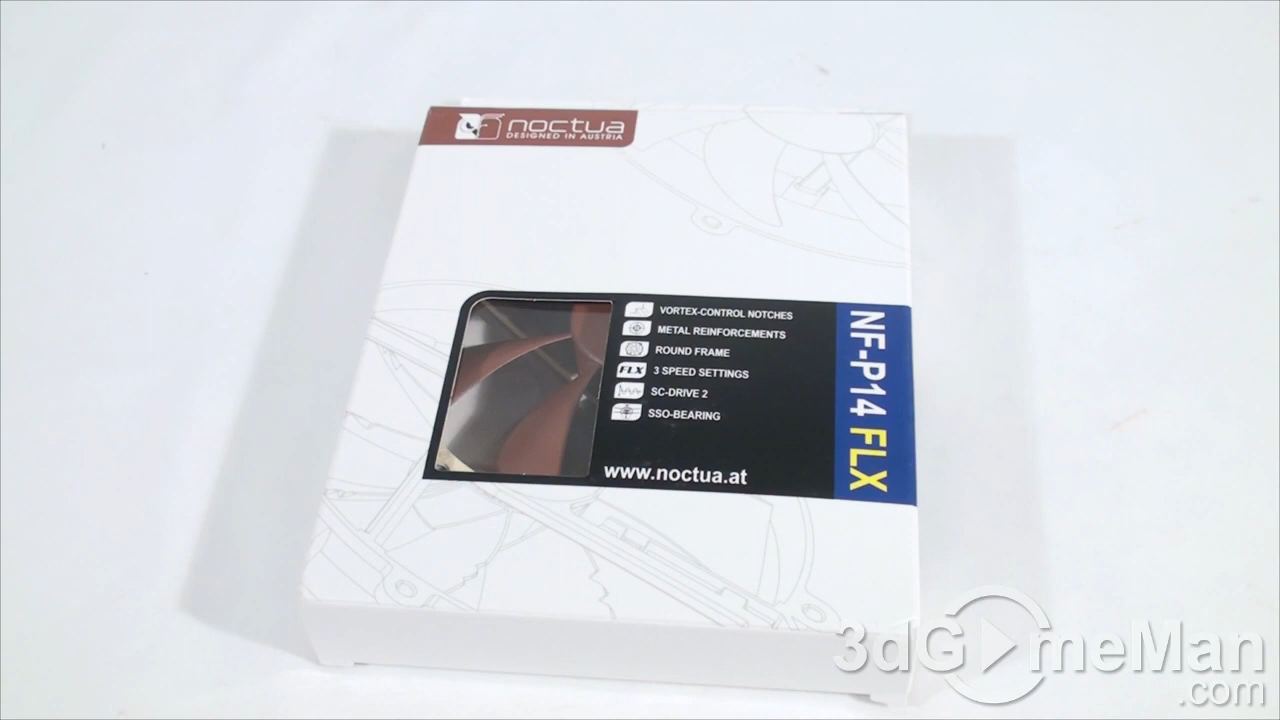 noctua
DESIGNED IN AUSTRIA
VORTEX-CONTROL NOTCHES
METAL REINFORCEMENTS
ROUND FRAME
FLX 3 SPEED SETTINGS
SC-DRIVE 2
SSO-BEARING
www.noctua.at
NF-P14 FLX
3dGameMan
.com